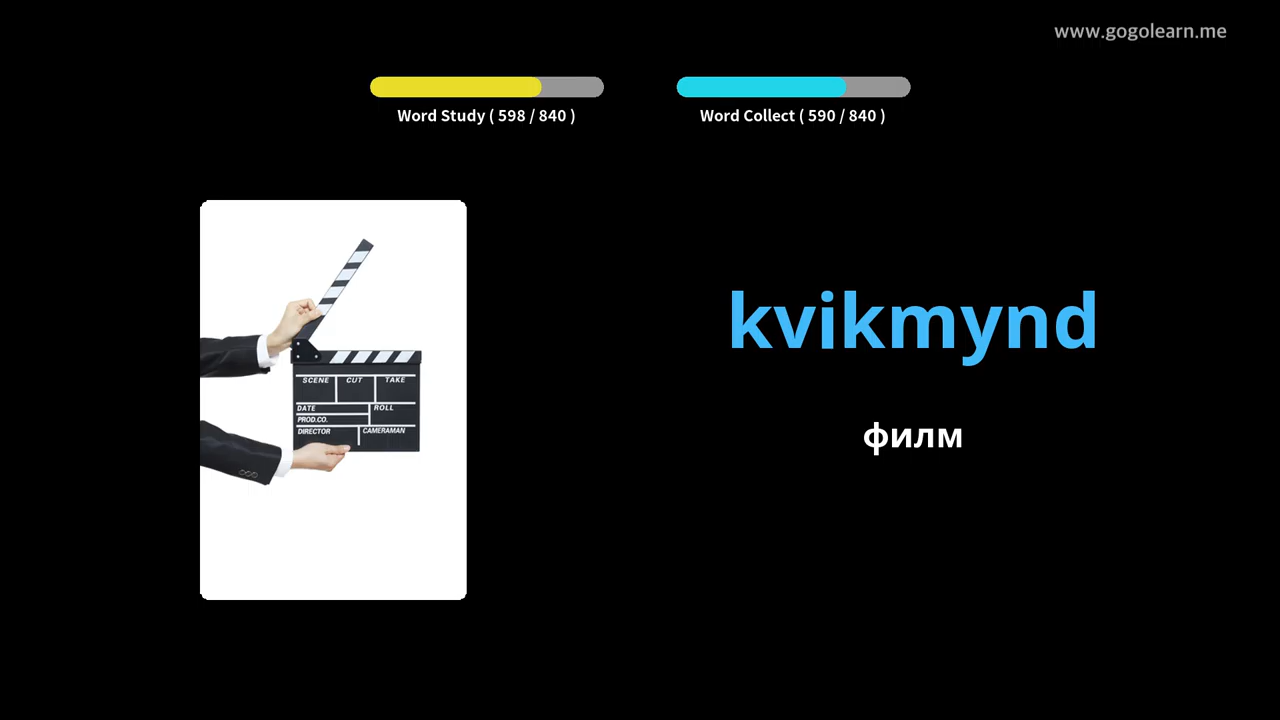 www.gogolearn.me
Word Study ( 598 / 840 )
Word Collect ( 590 / 840 )
kvikmynd
филм
SCENE CUT TAKE
DATE ROLL
PROD.CO.
DIRECTOR CAMERAMAN